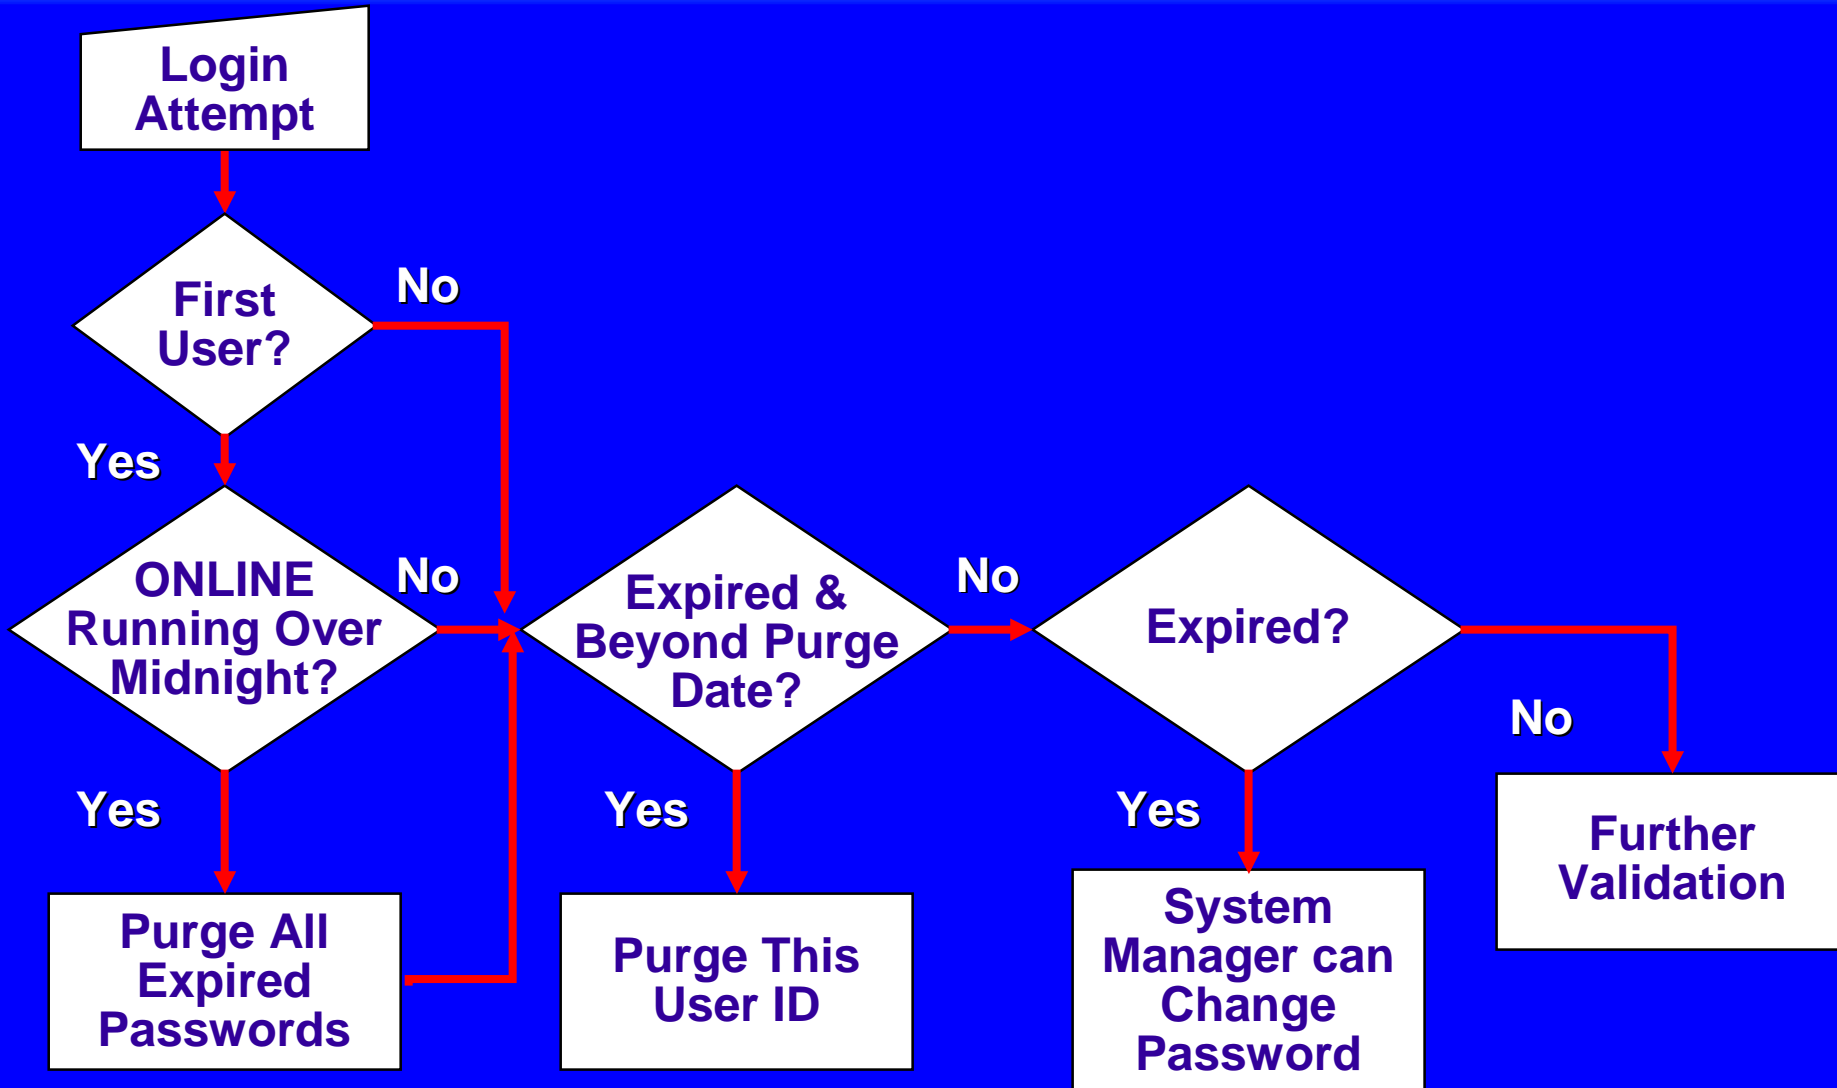 Login
Attempt
First
User?
No
Yes
ONLINE
Running Over
Midnight?
No
Yes
Purge All
Expired
Passwords
Expired &
Beyond Purge
Date?
No
Yes
Purge This
User ID
Expired?
Yes
System
Manager can
Change
Password
No
Further
Validation